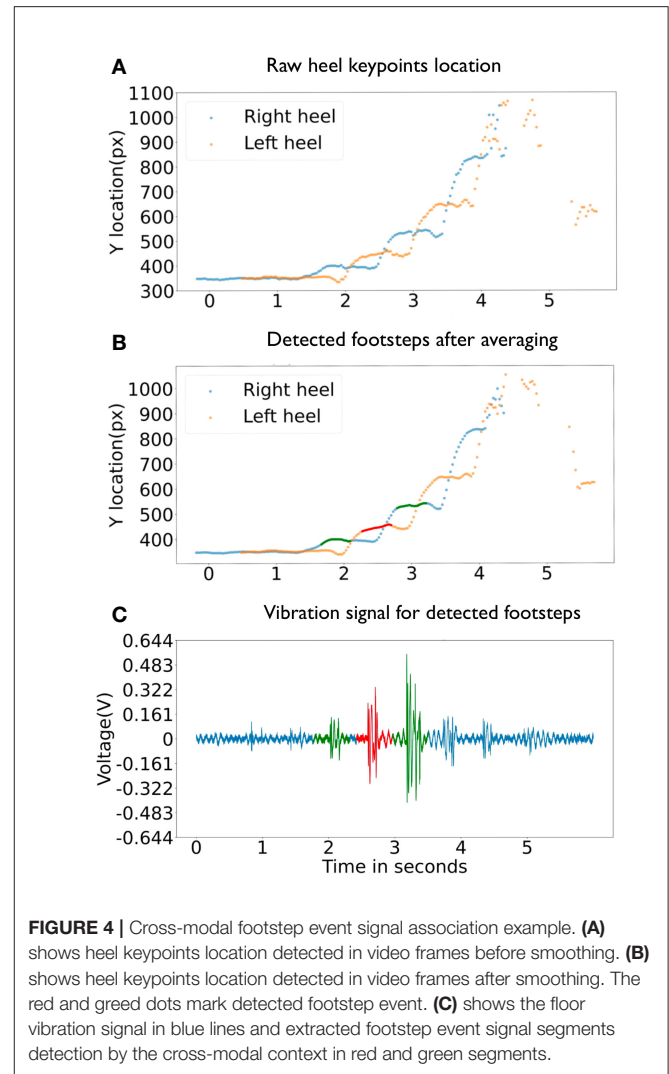 A
Raw heel keypoints location
1100
1000
900
800
700
600
500
400
300
Y location(px)
Right heel
Left heel
0 1 2 3 4 5
B
Detected footsteps after averaging
1000
900
800
700
600
500
400
Y location(px)
Right heel
Left heel
0 1 2 3 4 5
C
Vibration signal for detected footsteps
0.644
0.483
0.322
0.161
0
-0.161
-0.322
-0.483
-0.644
Voltage(V)
0 1 2 3 4 5
Time in seconds
FIGURE 4 | Cross-modal footstep event signal association example. (A)
shows heel keypoints location detected in video frames before smoothing. (B)
shows heel keypoints location detected in video frames after smoothing. The
red and greed dots mark detected footstep event. (C) shows the floor
vibration signal in blue lines and extracted footstep event signal segments
detection by the cross-modal context in red and green segments.